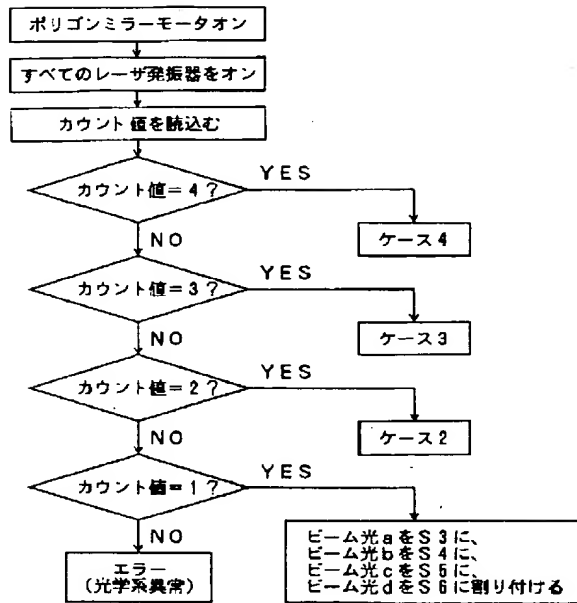 ポリゴンミラーモータオン
すべてのレーザ発振器をオン
カウント値を読込む
カウント値=4?
YES
ケース4
NO
カウント値=3?
YES
ケース3
NO
カウント値=2?
YES
ケース2
NO
カウント値=1?
YES
ビーム光aをS3に、
ビーム光bをS4に、
ビーム光cをS5に、
ビーム光dをS6に割り付ける
NO
エラー
(光学系異常)